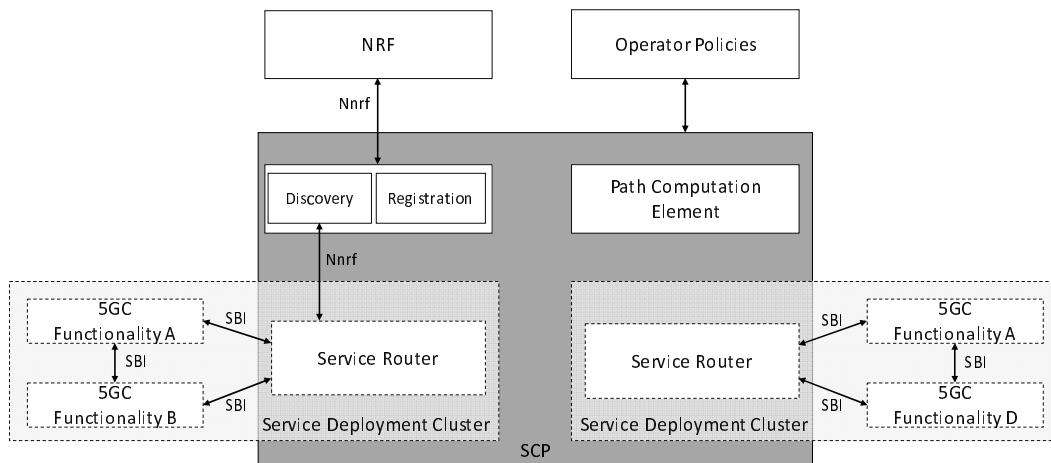 NRF
Operator Policies
Nnrf
Discovery
Registration
Path Computation
Element
Nnrf
5GC
Functionality A
SBI
SBI
5GC
Functionality B
SBI
Service Router
Service Deployment Cluster
Service Router
Service Deployment Cluster
SBI
5GC
Functionality A
SBI
SBI
5GC
Functionality D
SCP